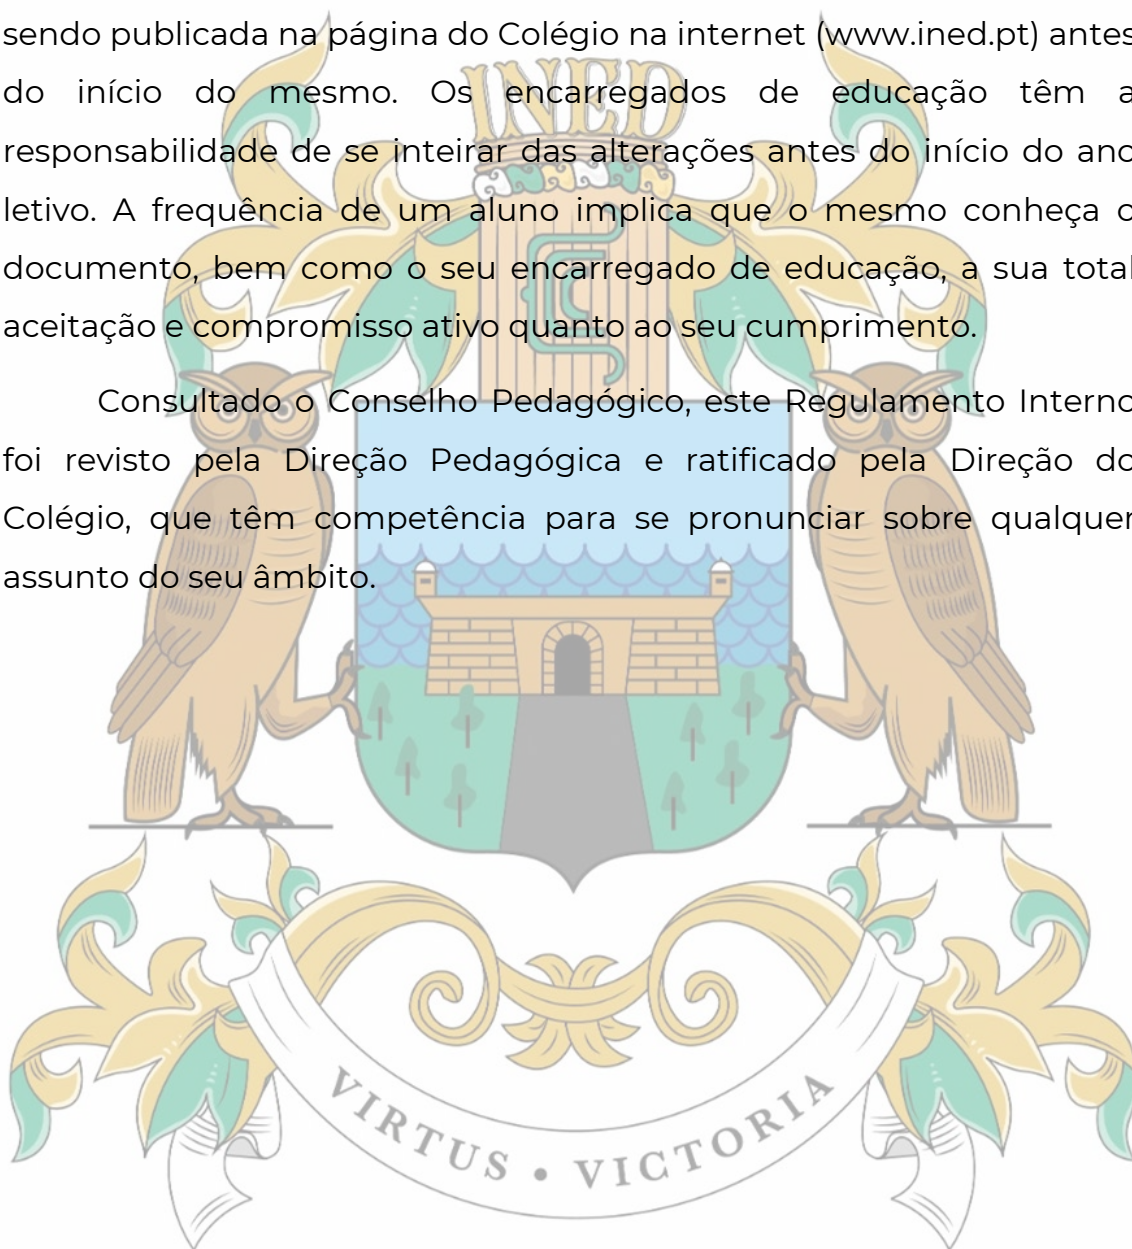 sendo publicada na página do Colégio na internet (www.ined.pt) antes
do início do mesmo. Os encarregados de educação têm a
responsabilidade de se inteirar das alterações antes do início do ano
letivo. A frequência de um aluno implica que o mesmo conheça o
documento, bem como o seu encarregado de educação, a sua total
aceitação e compromisso ativo quanto ao seu cumprimento.
Consultado o Conselho Pedagógico, este Regulamento Interno
foi revisto pela Direção Pedagógica e ratificado pela Direção do
Colégio, que têm competência para se pronunciar sobre qualquer
assunto do seu âmbito.
INED
VIRTUS • VICTORIA